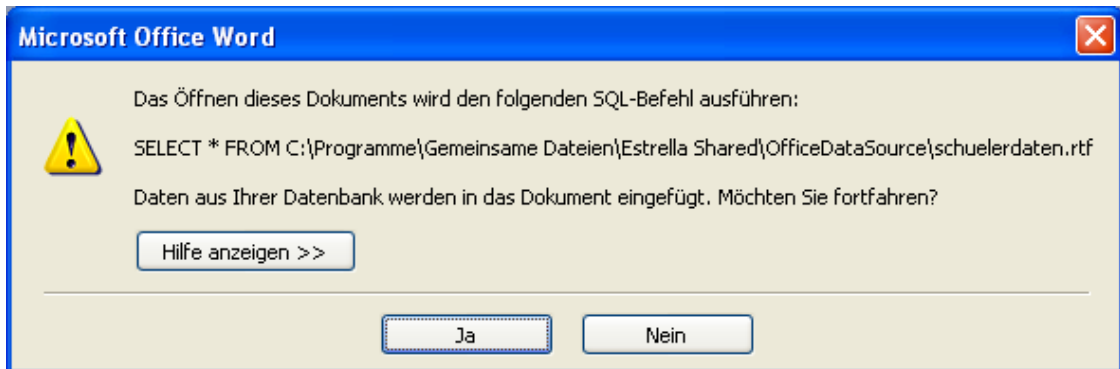 Microsoft Office Word
Das Öffnen dieses Dokuments wird den folgenden SQL-Befehl ausführen:
SELECT * FROM C:\Programme\Gemeinsame Dateien\Estrella Shared\OfficeDataSource\schuelerdaten.rtf
Daten aus Ihrer Datenbank werden in das Dokument eingefügt. Möchten Sie fortfahren?
Hilfe anzeigen >>
Ja Nein